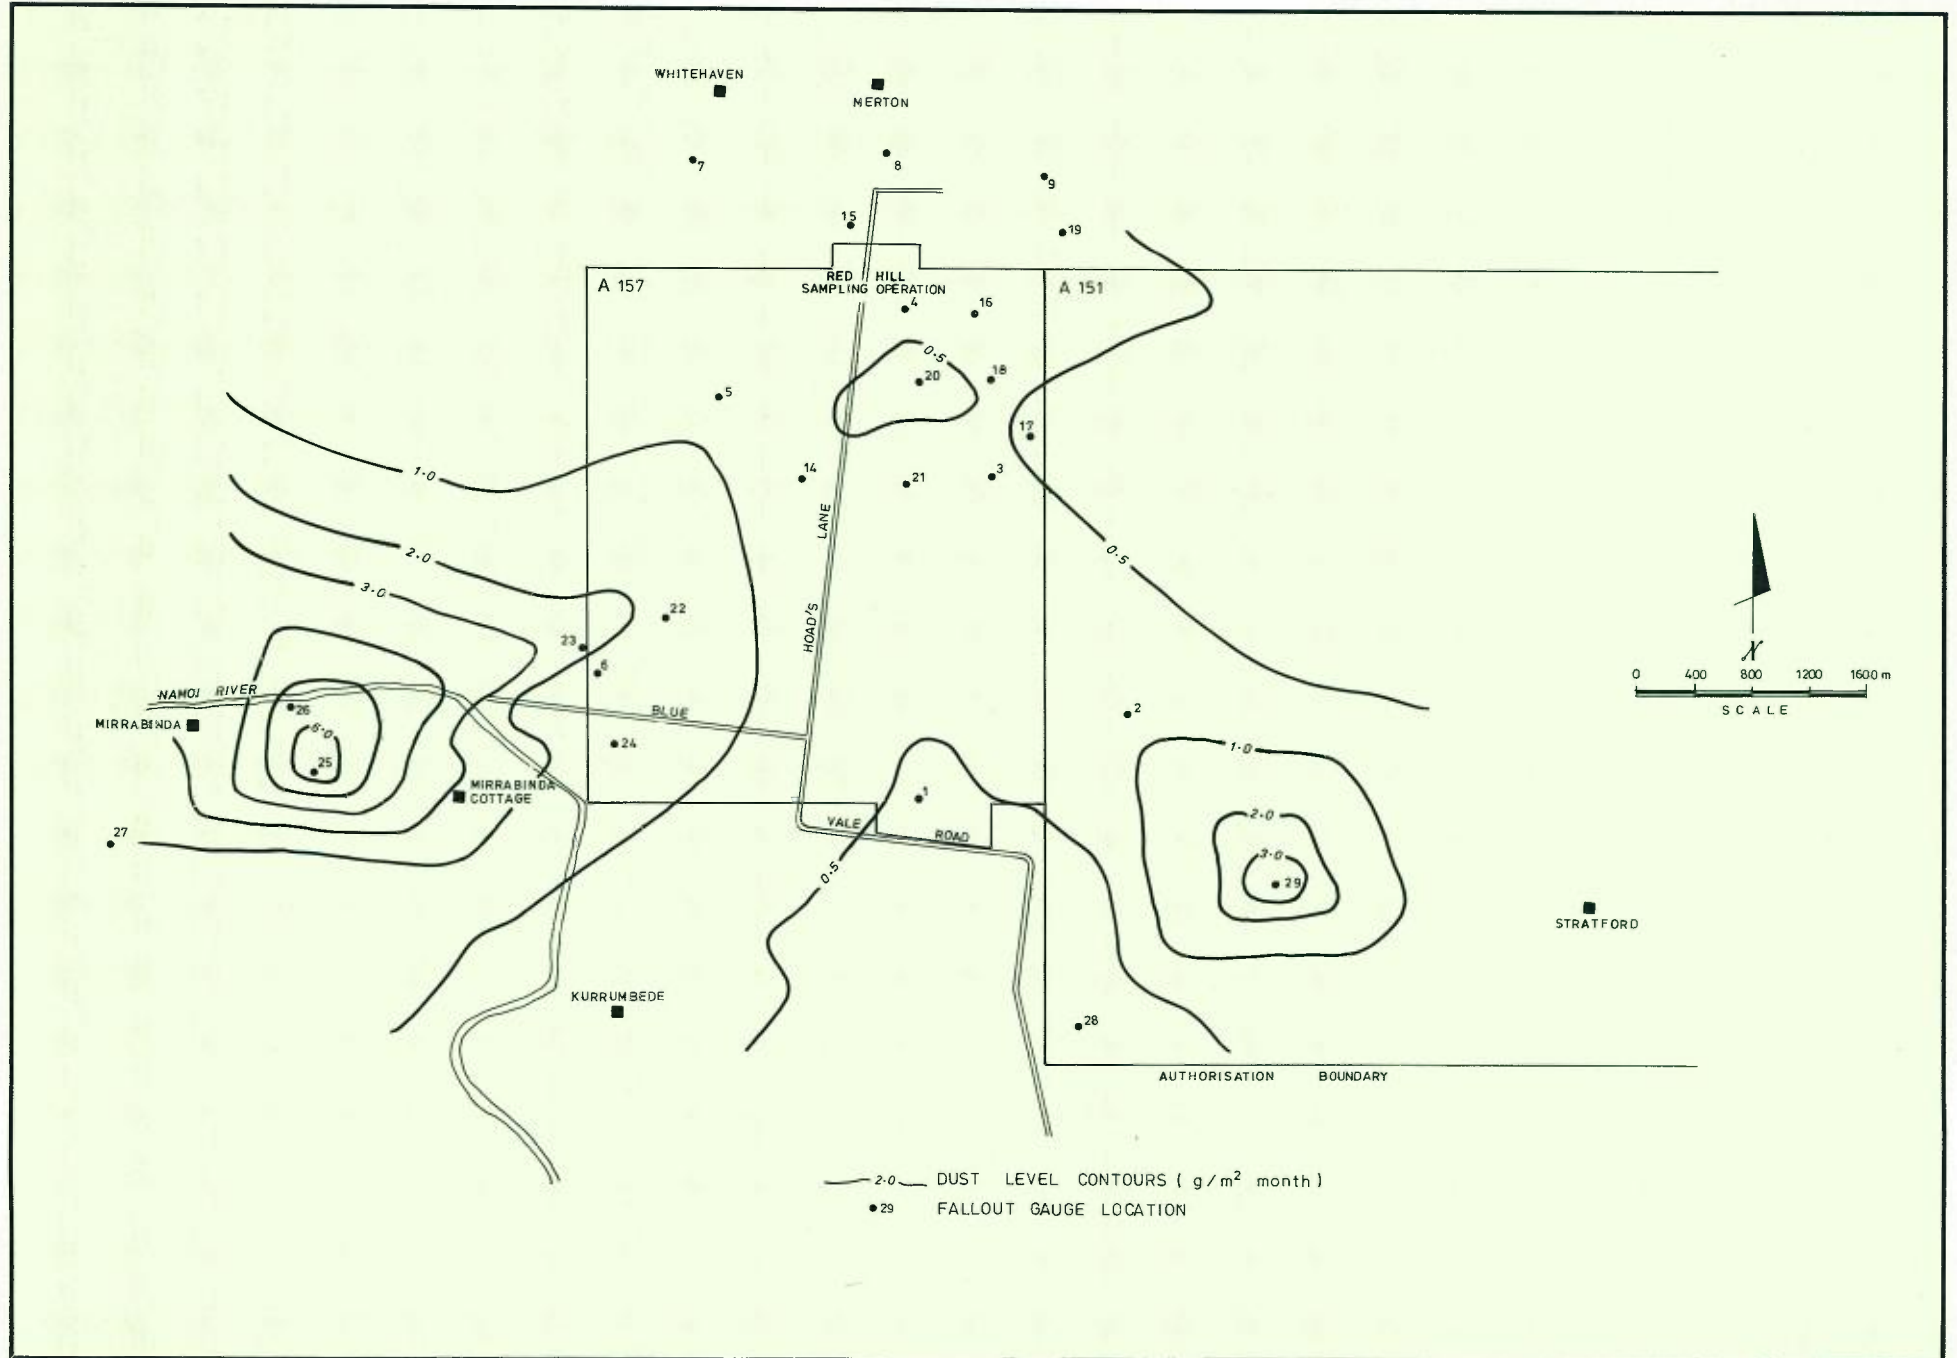 WHITEHAVEN
MERTON
7
8
9
15
19
RED HILL
SAMPLING OPERATION
A 157
A 151
4
16
0.5
20
18
5
17
1.0
14
21
3
HOAD'S LANE
2.0
0.5
3.0
22
23
6
0 400 800 1200 1600 m
SCALE
N
NAMOI RIVER
MIRRABINDA
26
BLUE
2
24
1.0
25
MIRRABINDA
COTTAGE
1
2.0
27
VALE ROAD
0.5
3.0
29
STRATFORD
KURRUMBEDE
28
AUTHORISATION BOUNDARY
2.0 DUST LEVEL CONTOURS ( g/m² month )
29 FALLOUT GAUGE LOCATION